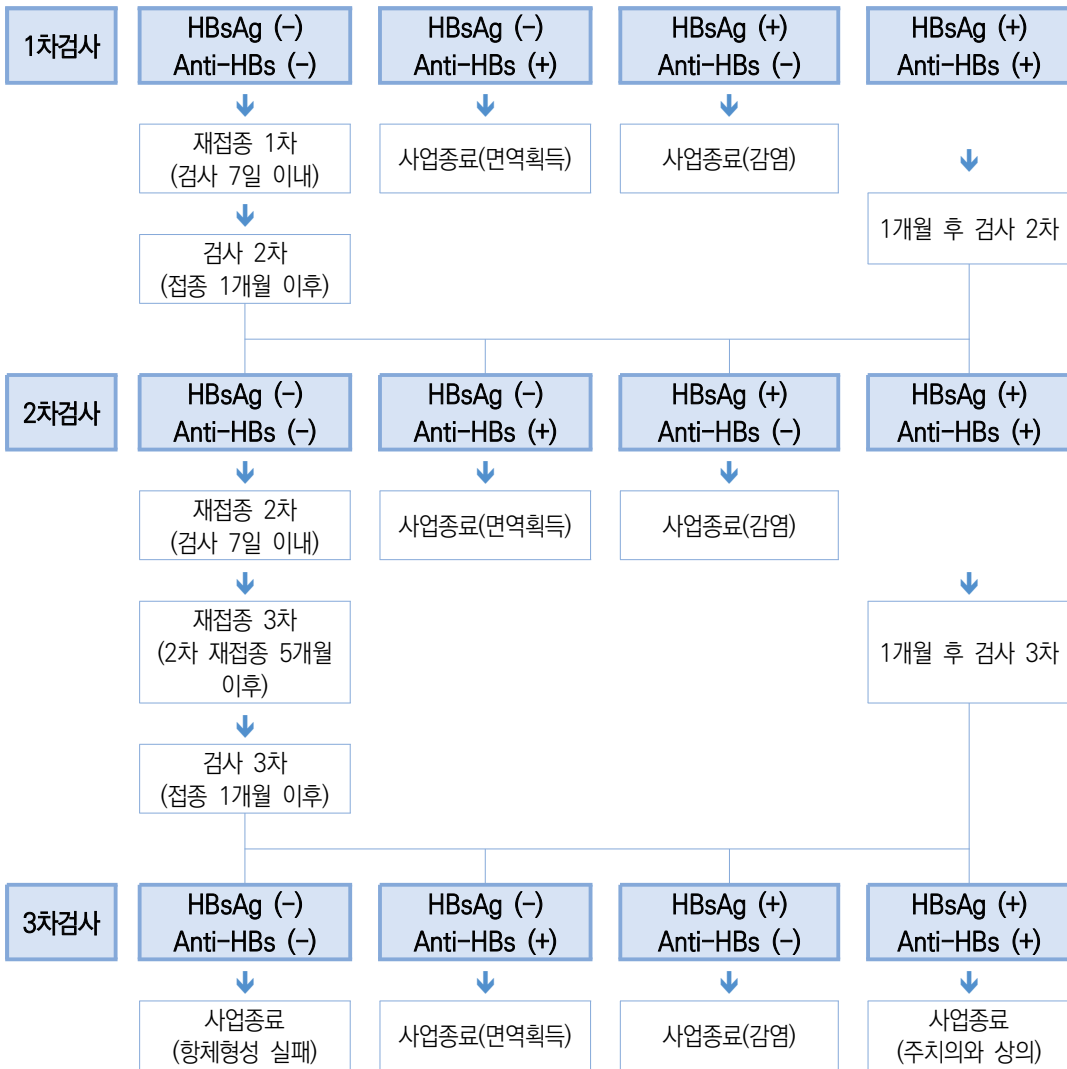 1차검사
HBsAg (-)
Anti-HBs (-)
HBsAg (-)
Anti-HBs (+)
HBsAg (+)
Anti-HBs (-)
HBsAg (+)
Anti-HBs (+)
재접종 1차
(검사 7일 이내)
사업종료(면역획득)
사업종료(감염)
1개월 후 검사 2차
검사 2차
(접종 1개월 이후)
2차검사
HBsAg (-)
Anti-HBs (-)
HBsAg (-)
Anti-HBs (+)
HBsAg (+)
Anti-HBs (-)
HBsAg (+)
Anti-HBs (+)
재접종 2차
(검사 7일 이내)
사업종료(면역획득)
사업종료(감염)
재접종 3차
(2차 재접종 5개월
이후)
1개월 후 검사 3차
검사 3차
(접종 1개월 이후)
3차검사
HBsAg (-)
Anti-HBs (-)
HBsAg (-)
Anti-HBs (+)
HBsAg (+)
Anti-HBs (-)
HBsAg (+)
Anti-HBs (+)
사업종료
(항체형성 실패)
사업종료(면역획득)
사업종료(감염)
사업종료
(주치의와 상의)